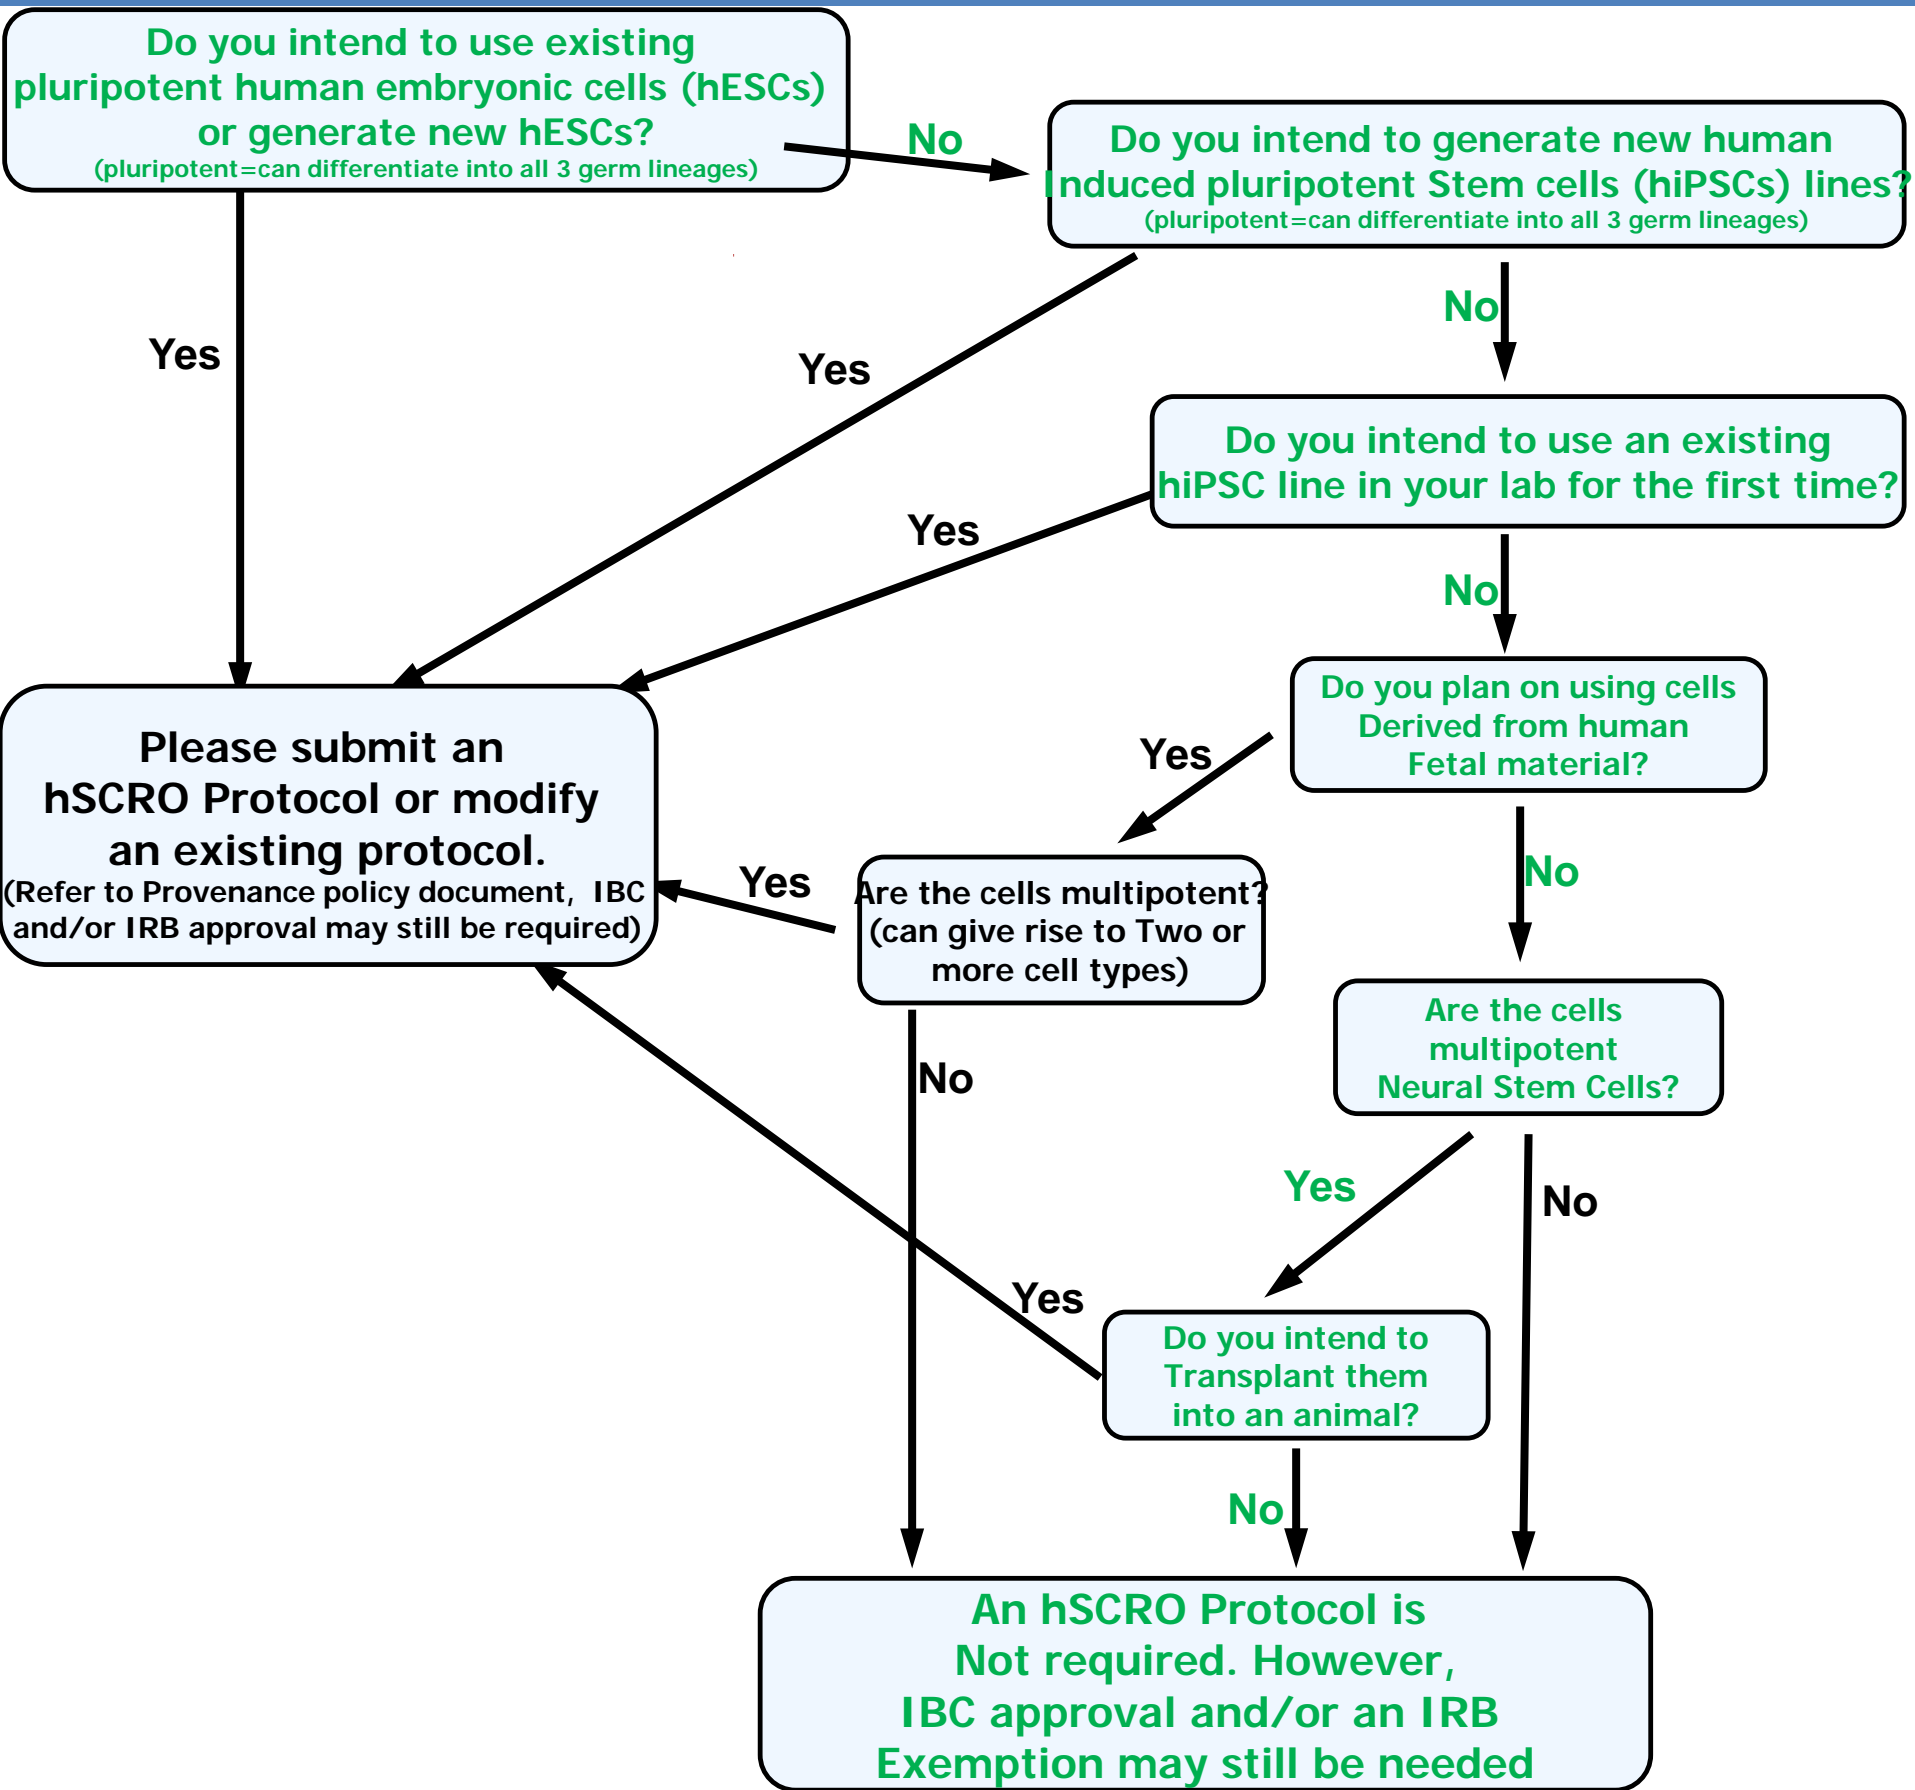 Do you intend to use existing
pluripotent human embryonic cells (hESCs)
or generate new hESCs?
(pluripotent=can differentiate into all 3 germ lineages)
No
Do you intend to generate new human
Induced pluripotent Stem cells (hiPSCs) lines?
(pluripotent=can differentiate into all 3 germ lineages)
No
Yes
Yes
Do you intend to use an existing
hiPSC line in your lab for the first time?
Yes
No
Do you plan on using cells
Derived from human
Fetal material?
Please submit an
hSCRO Protocol or modify
an existing protocol.
(Refer to Provenance policy document, IBC
and/or IRB approval may still be required)
Yes
Yes
Are the cells multipotent?
(can give rise to Two or
more cell types)
No
Are the cells
multipotent
Neural Stem Cells?
No
Yes
No
Yes
Do you intend to
Transplant them
into an animal?
No
An hSCRO Protocol is
Not required. However,
IBC approval and/or an IRB
Exemption may still be needed